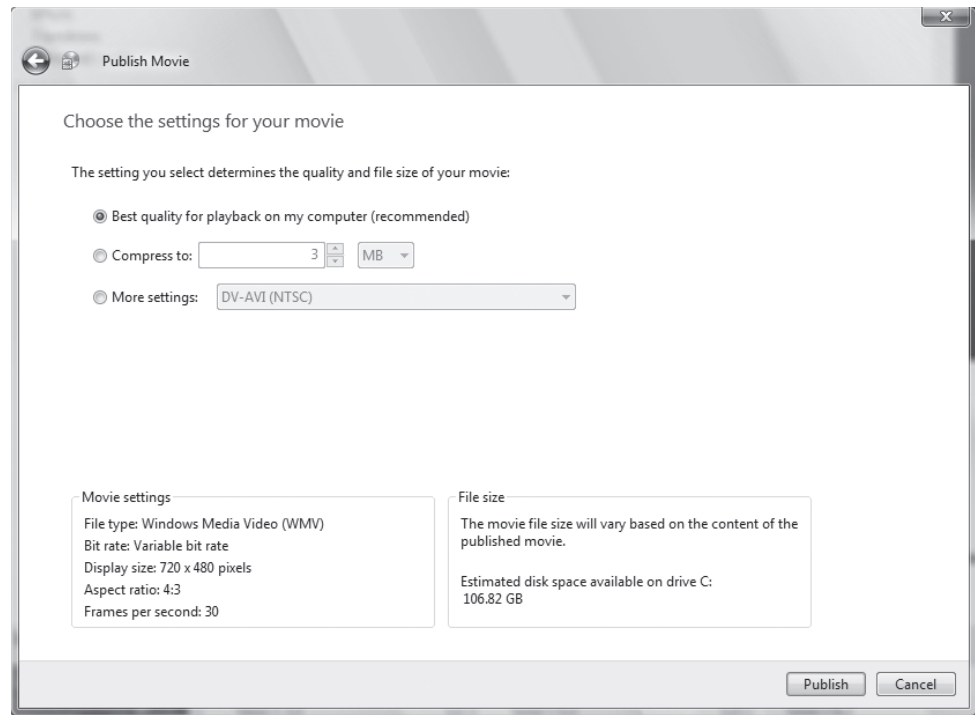 Publish Movie
Choose the settings for your movie
The setting you select determines the quality and file size of your movie:
Best quality for playback on my computer (recommended)
Compress to: 3 MB
More settings: DV-AVI (NTSC)
Movie settings
File type: Windows Media Video (WMV)
Bit rate: Variable bit rate
Display size: 720 x 480 pixels
Aspect ratio: 4:3
Frames per second: 30
File size
The movie file size will vary based on the content of the
published movie.
Estimated disk space available on drive C:
106.82 GB
Publish Cancel